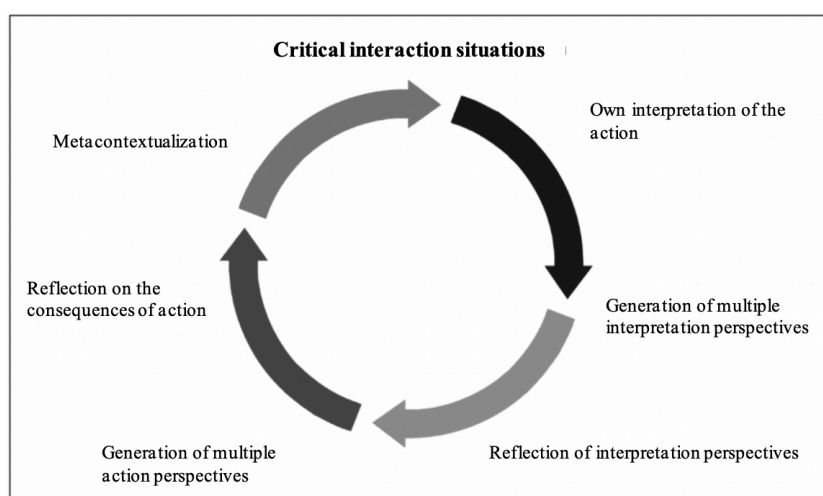 Critical interaction situations
Own interpretation of the
action
Generation of multiple
interpretation perspectives
Reflection of interpretation perspectives
Generation of multiple
action perspectives
Reflection on the
consequences of action
Metacontextualization